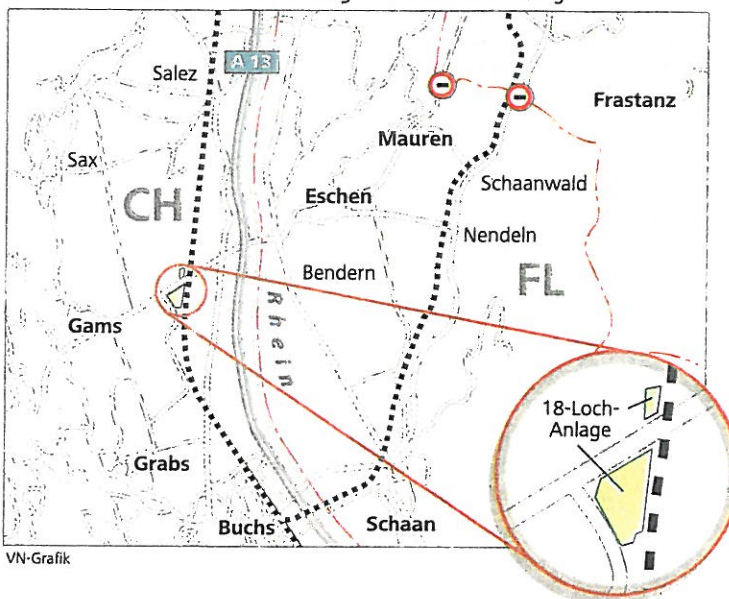 A 13
Salez
Frastanz
Mauren
Sax
Schaanwald
CH
Eschen
Nendeln
Bendern
FL
Rhein
Gams
18-Loch-
Anlage
Grabs
Buchs
Schaan
VN-Grafik